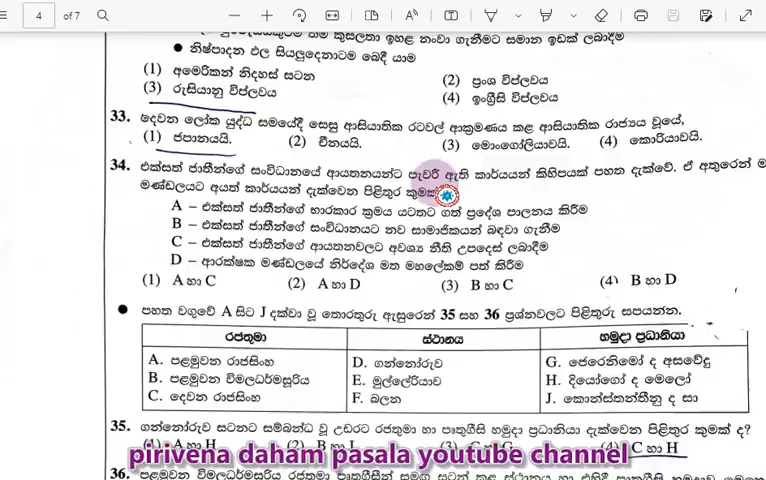 4 of 7
නිෂ්පාදන ඵල සියලුදෙනාටම බෙදී යාම
(1) අමෙරිකන් නිදහස් සටන (2) ප්‍රංශ විප්ලවය
(3) රුසියානු විප්ලවය (4) ඉංග්‍රීසි විප්ලවය
33. දෙවන ලෝක යුද්ධ සමයේදී සෙසු ආසියාතික රටවල් ආක්‍රමණය කළ ආසියාතික රාජ්‍යය වූයේ,
(1) ජපානයයි. (2) චීනයයි. (3) මොංගෝලියාවයි. (4) කොරියාවයි.
34. එක්සත් ජාතීන්ගේ සංවිධානයේ ආයතනයන්ට පැවරී ඇති කාර්යයන් කිහිපයක් පහත දැක්වේ. ඒ අතුරෙන් ම
මණ්ඩලයට අයත් කාර්යයන් දැක්වෙන පිළිතුර කුමක්
A – එක්සත් ජාතීන්ගේ භාරකාර ක්‍රමය යටතට ගත් ප්‍රදේශ පාලනය කිරීම
B – එක්සත් ජාතීන්ගේ සංවිධානයට නව සාමාජිකයන් බඳවා ගැනීම
C – එක්සත් ජාතීන්ගේ ආයතනවලට අවශ්‍ය නීති උපදෙස් ලබාදීම
D – ආරක්ෂක මණ්ඩලයේ නිර්දේශ මත මහලේකම් පත් කිරීම
(1) A හා C (2) A හා D (3) B හා C (4) B හා D
● පහත වගුවේ A සිට J දක්වා වූ තොරතුරු ඇසුරෙන් 35 සහ 36 ප්‍රශ්නවලට පිළිතුරු සපයන්න.
රජතුමා ස්ථානය හමුදා ප්‍රධානියා
A. පළමුවන රාජසිංහ D. ගන්නෝරුව G. ජෙරෙනිමෝ ද අසවේදු
B. පළමුවන විමලධර්මසූරිය E. මුල්ලේරියාව H. දියෝගෝ ද මෙලෝ
C. දෙවන රාජසිංහ F. බලන J. කොන්ස්තන්තීනු ද සා
35. ගන්නෝරුව සටනට සම්බන්ධ වූ උඩරට රජතුමා හා පෘතුගීසි හමුදා ප්‍රධානියා දැක්වෙන පිළිතුර කුමක් ද?
(1) A හා H (2) (3) (4) C හා H
pirivena daham pasala youtube channel
36.